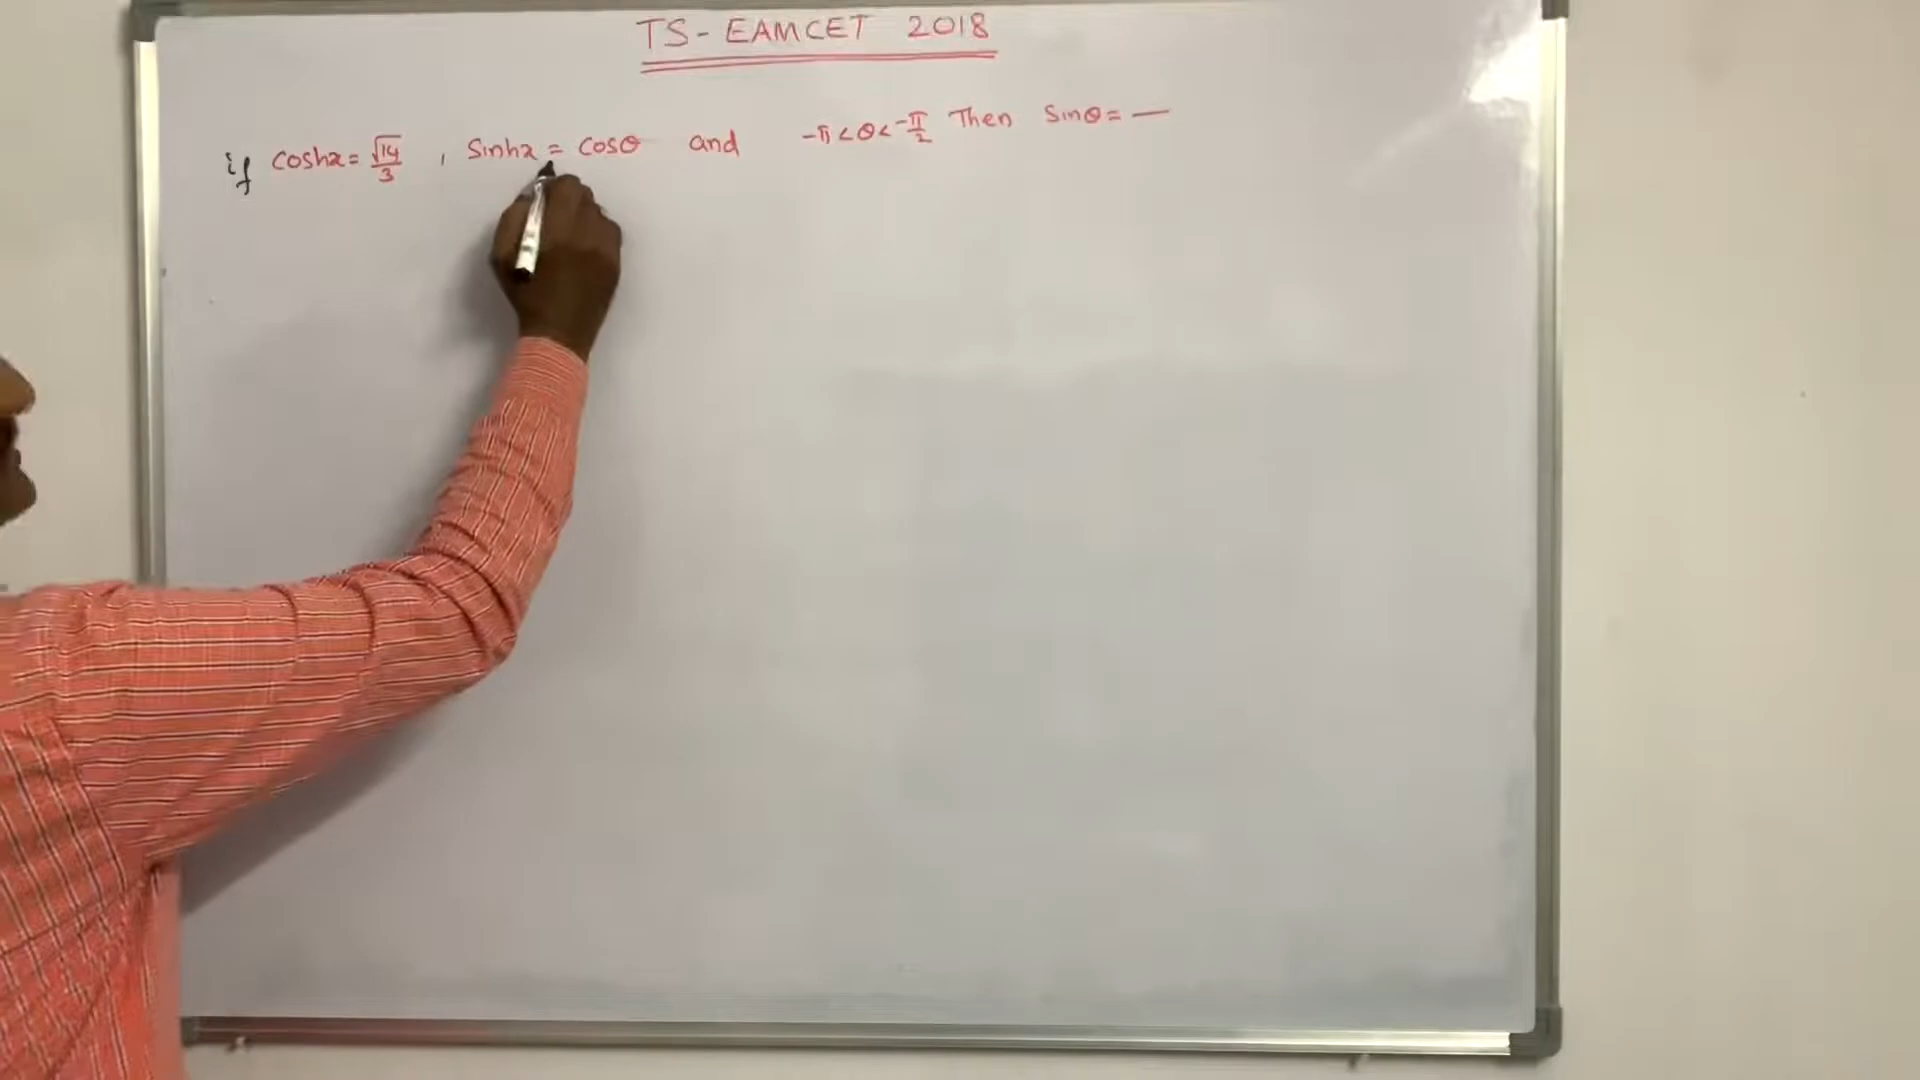 TS - EAMCET 2018
if coshx = √14/3 , Sinhx = cosθ and -π < θ < -π/2 Then Sinθ = —